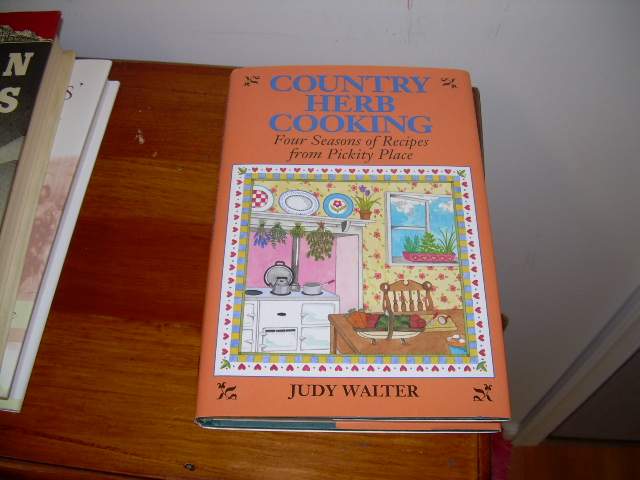 COUNTRY
HERB
COOKING
Four Seasons of Recipes
from Pickity Place
JUDY WALTER
N
S
S